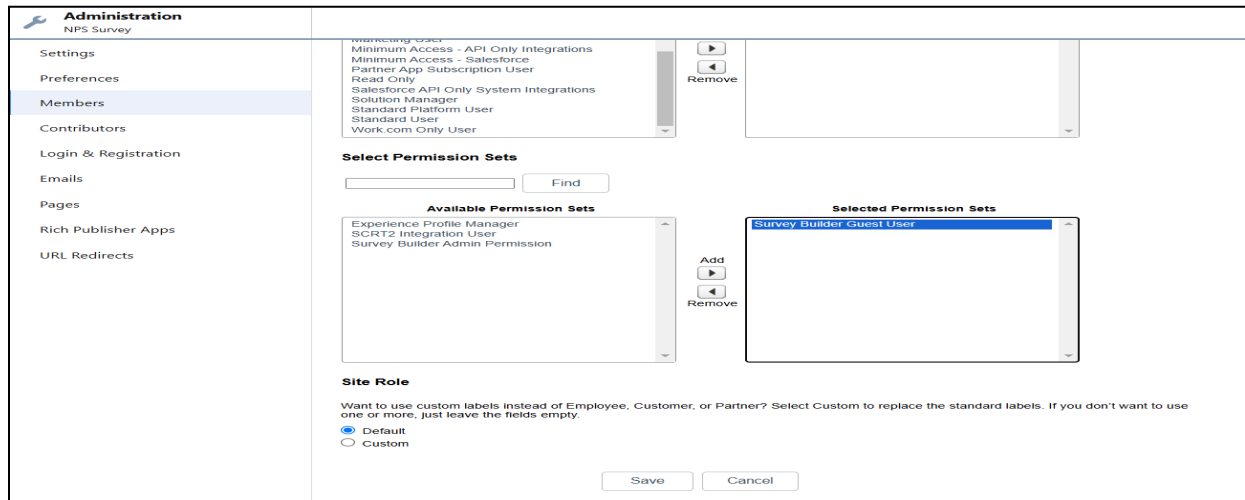 Administration
NPS Survey
Settings
Preferences
Members
Contributors
Login & Registration
Emails
Pages
Rich Publisher Apps
URL Redirects
Marketing User
Minimum Access - API Only Integrations
Minimum Access - Salesforce
Partner App Subscription User
Read Only
Salesforce API Only System Integrations
Solution Manager
Standard Platform User
Standard User
Work.com Only User
Remove
Select Permission Sets
Find
Available Permission Sets
Experience Profile Manager
SCRT2 Integration User
Survey Builder Admin Permission
Add
Remove
Selected Permission Sets
Survey Builder Guest User
Site Role
Want to use custom labels instead of Employee, Customer, or Partner? Select Custom to replace the standard labels. If you don't want to use
one or more, just leave the fields empty.
Default
Custom
Save
Cancel